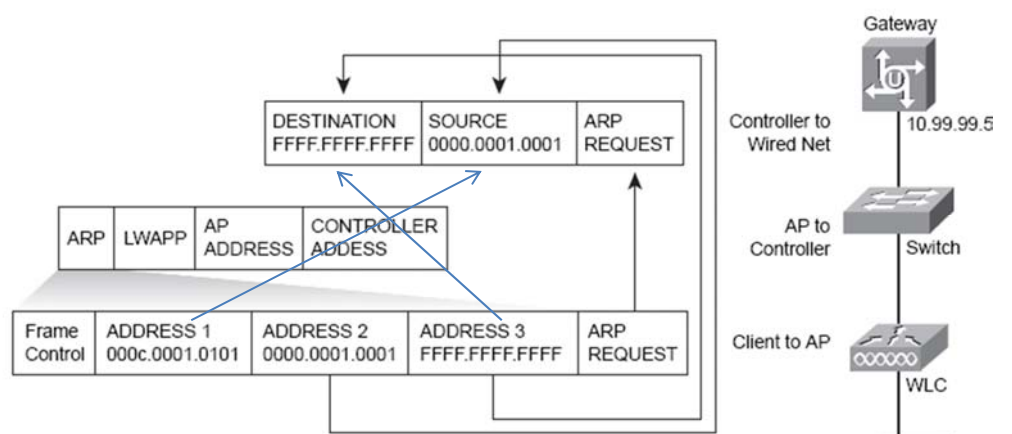 Gateway
DESTINATION
FFFF.FFFF.FFFF
SOURCE
0000.0001.0001
ARP
REQUEST
Controller to
Wired Net
10.99.99.5
U
ARP
LWAPP
AP
ADDRESS
CONTROLLER
ADDESS
AP to
Controller
Switch
Frame
Control
ADDRESS 1
000c.0001.0101
ADDRESS 2
0000.0001.0001
ADDRESS 3
FFFF.FFFF.FFFF
ARP
REQUEST
Client to AP
WLC